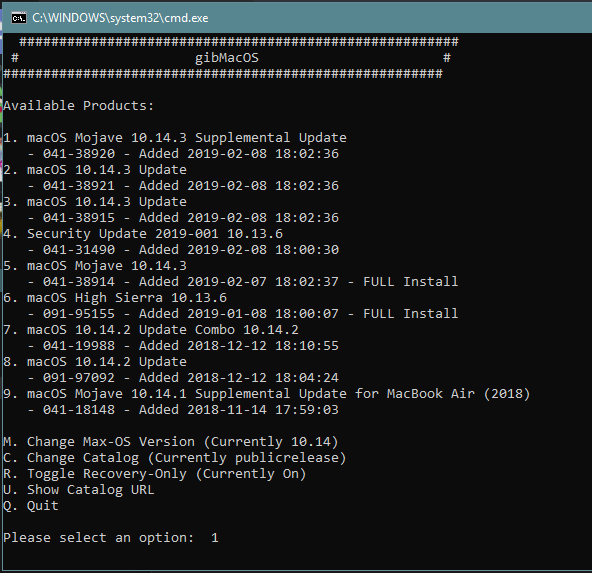 C:\WINDOWS\system32\cmd.exe
#######################################################
# gibMacOS #
#######################################################
Available Products:
1. macOS Mojave 10.14.3 Supplemental Update
- 041-38920 - Added 2019-02-08 18:02:36
2. macOS 10.14.3 Update
- 041-38921 - Added 2019-02-08 18:02:36
3. macOS 10.14.3 Update
- 041-38915 - Added 2019-02-08 18:02:36
4. Security Update 2019-001 10.13.6
- 041-31490 - Added 2019-02-08 18:00:30
5. macOS Mojave 10.14.3
- 041-38914 - Added 2019-02-07 18:02:37 - FULL Install
6. macOS High Sierra 10.13.6
- 091-95155 - Added 2019-01-08 18:00:07 - FULL Install
7. macOS 10.14.2 Update Combo 10.14.2
- 041-19988 - Added 2018-12-12 18:10:55
8. macOS 10.14.2 Update
- 091-97092 - Added 2018-12-12 18:04:24
9. macOS Mojave 10.14.1 Supplemental Update for MacBook Air (2018)
- 041-18148 - Added 2018-11-14 17:59:03
M. Change Max-OS Version (Currently 10.14)
C. Change Catalog (Currently publicrelease)
R. Toggle Recovery-Only (Currently On)
U. Show Catalog URL
Q. Quit
Please select an option: 1